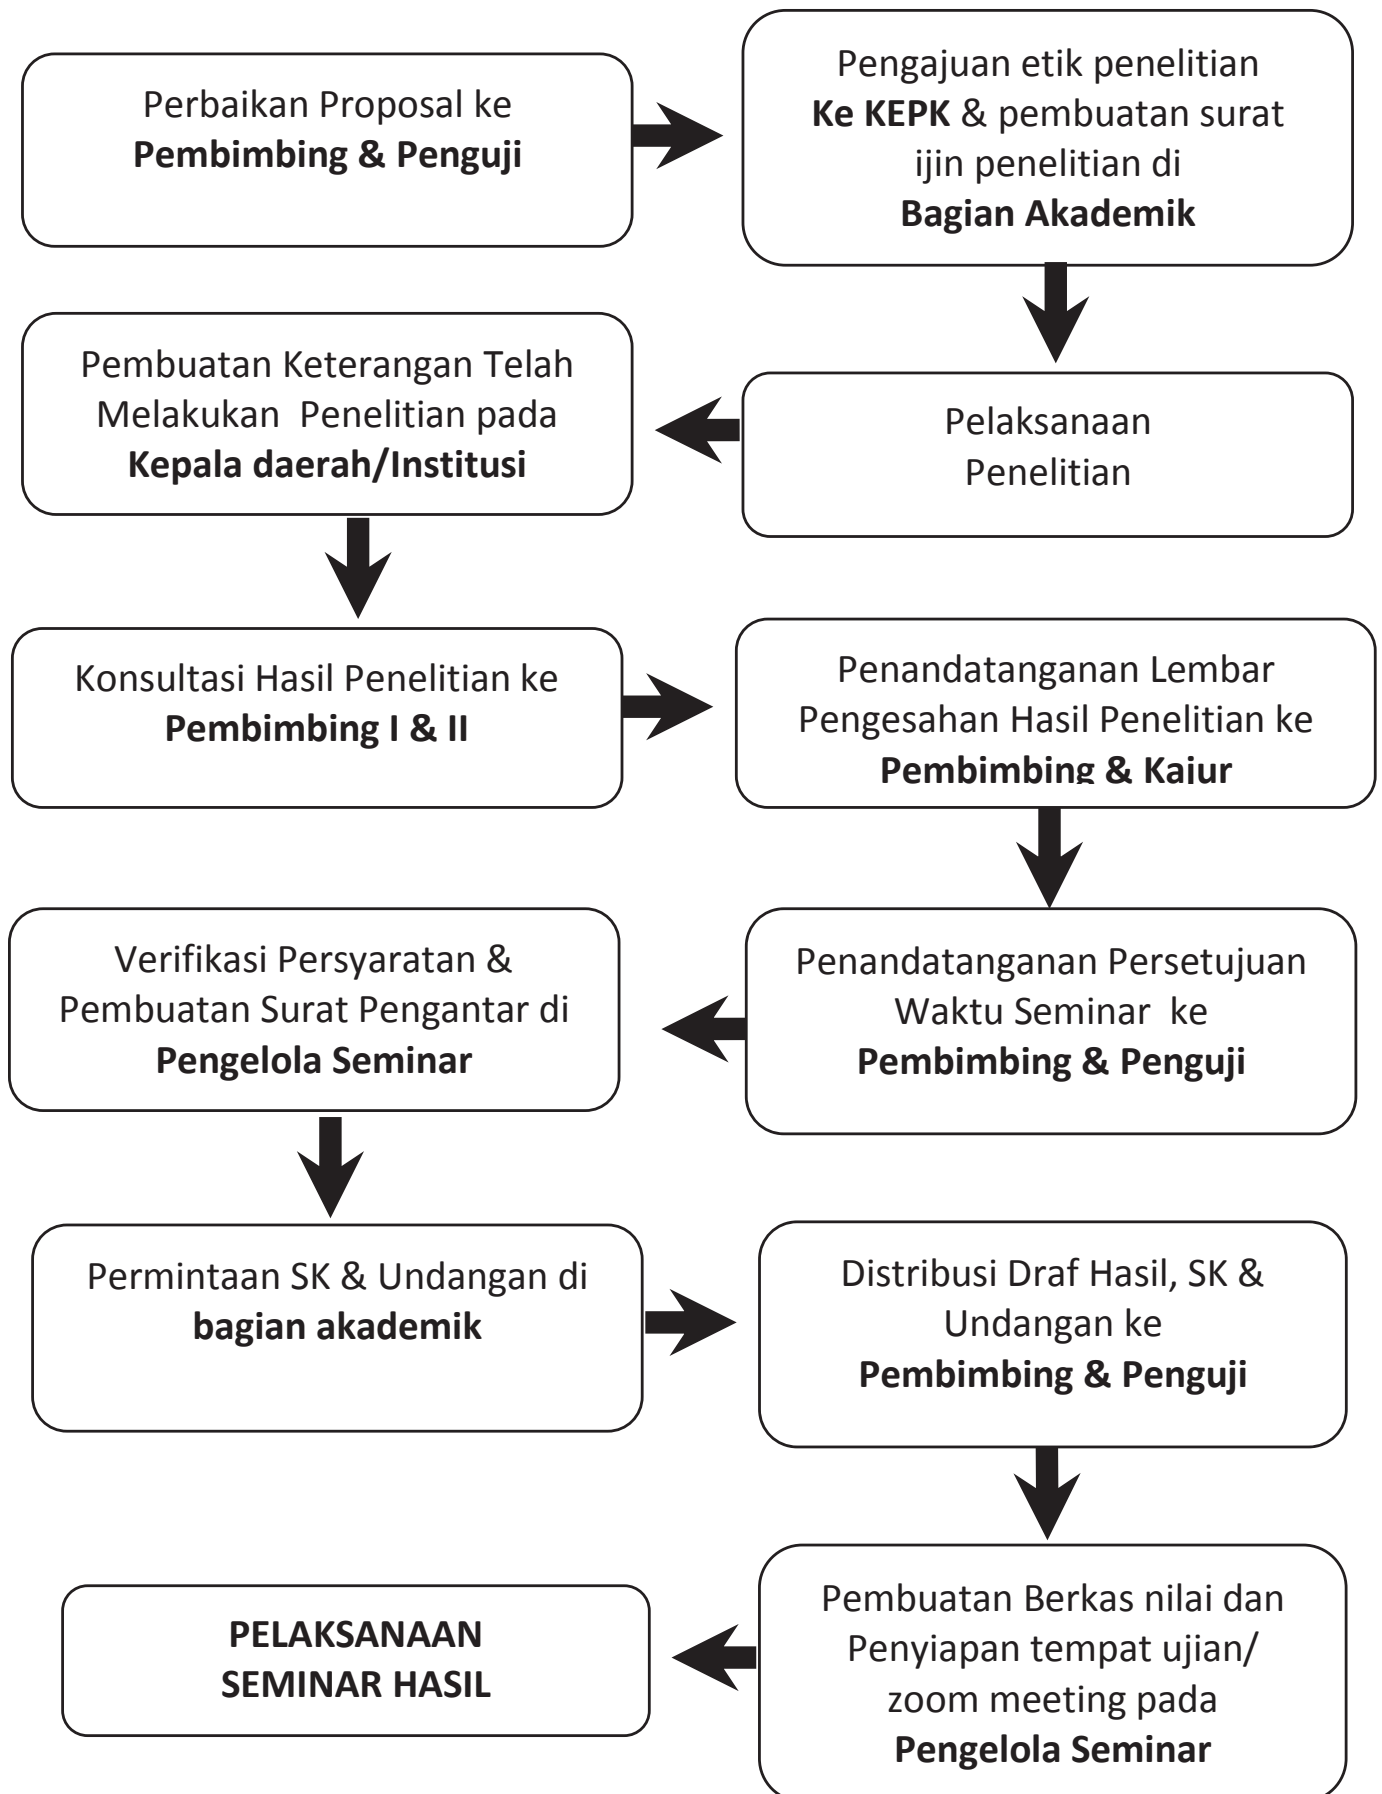 Perbaikan Proposal ke
Pembimbing & Penguji
Pengajuan etik penelitian
Ke KEPK & pembuatan surat
ijin penelitian di
Bagian Akademik
Pelaksanaan
Penelitian
Pembuatan Keterangan Telah
Melakukan Penelitian pada
Kepala daerah/Institusi
Konsultasi Hasil Penelitian ke
Pembimbing I & II
Penandatanganan Lembar
Pengesahan Hasil Penelitian ke
Pembimbing & Kajur
Penandatanganan Persetujuan
Waktu Seminar ke
Pembimbing & Penguji
Verifikasi Persyaratan &
Pembuatan Surat Pengantar di
Pengelola Seminar
Permintaan SK & Undangan di
bagian akademik
Distribusi Draf Hasil, SK &
Undangan ke
Pembimbing & Penguji
Pembuatan Berkas nilai dan
Penyiapan tempat ujian/
zoom meeting pada
Pengelola Seminar
PELAKSANAAN
SEMINAR HASIL